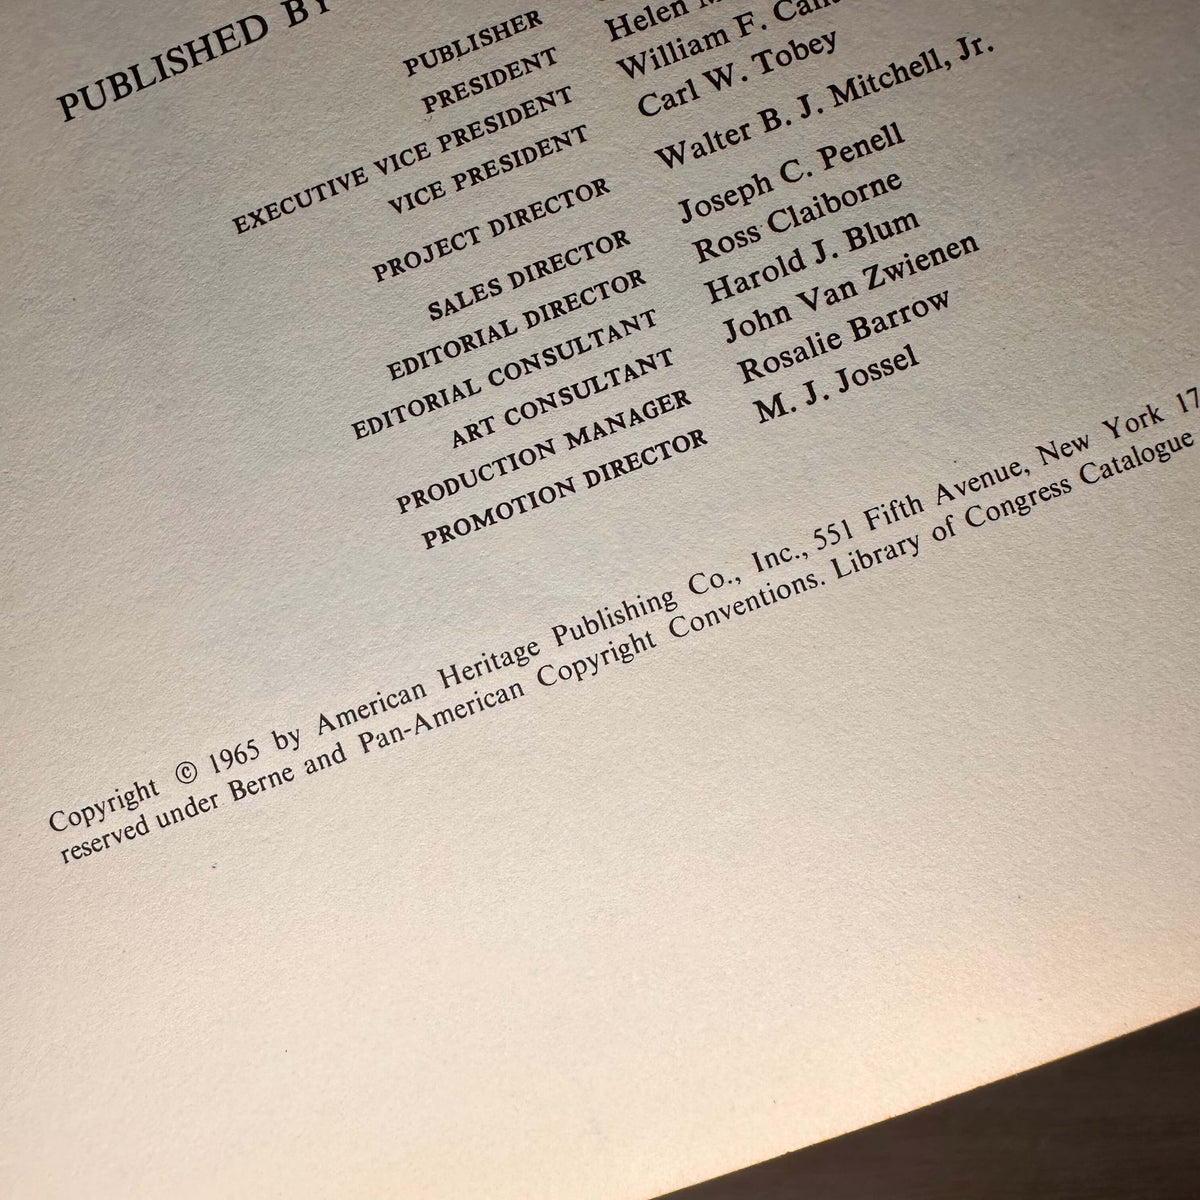 PUBLISHED BY
PUBLISHER
PRESIDENT Helen
EXECUTIVE VICE PRESIDENT William F.
VICE PRESIDENT Carl W. Tobey
PROJECT DIRECTOR Walter B. J. Mitchell, Jr.
SALES DIRECTOR Joseph C. Penell
EDITORIAL DIRECTOR Ross Claiborne
EDITORIAL CONSULTANT Harold J. Blum
ART CONSULTANT John Van Zwienen
PRODUCTION MANAGER Rosalie Barrow
PROMOTION DIRECTOR M. J. Jossel
Copyright © 1965 by American Heritage Publishing Co., Inc., 551 Fifth Avenue, New York 17
reserved under Berne and Pan-American Copyright Conventions. Library of Congress Catalogue